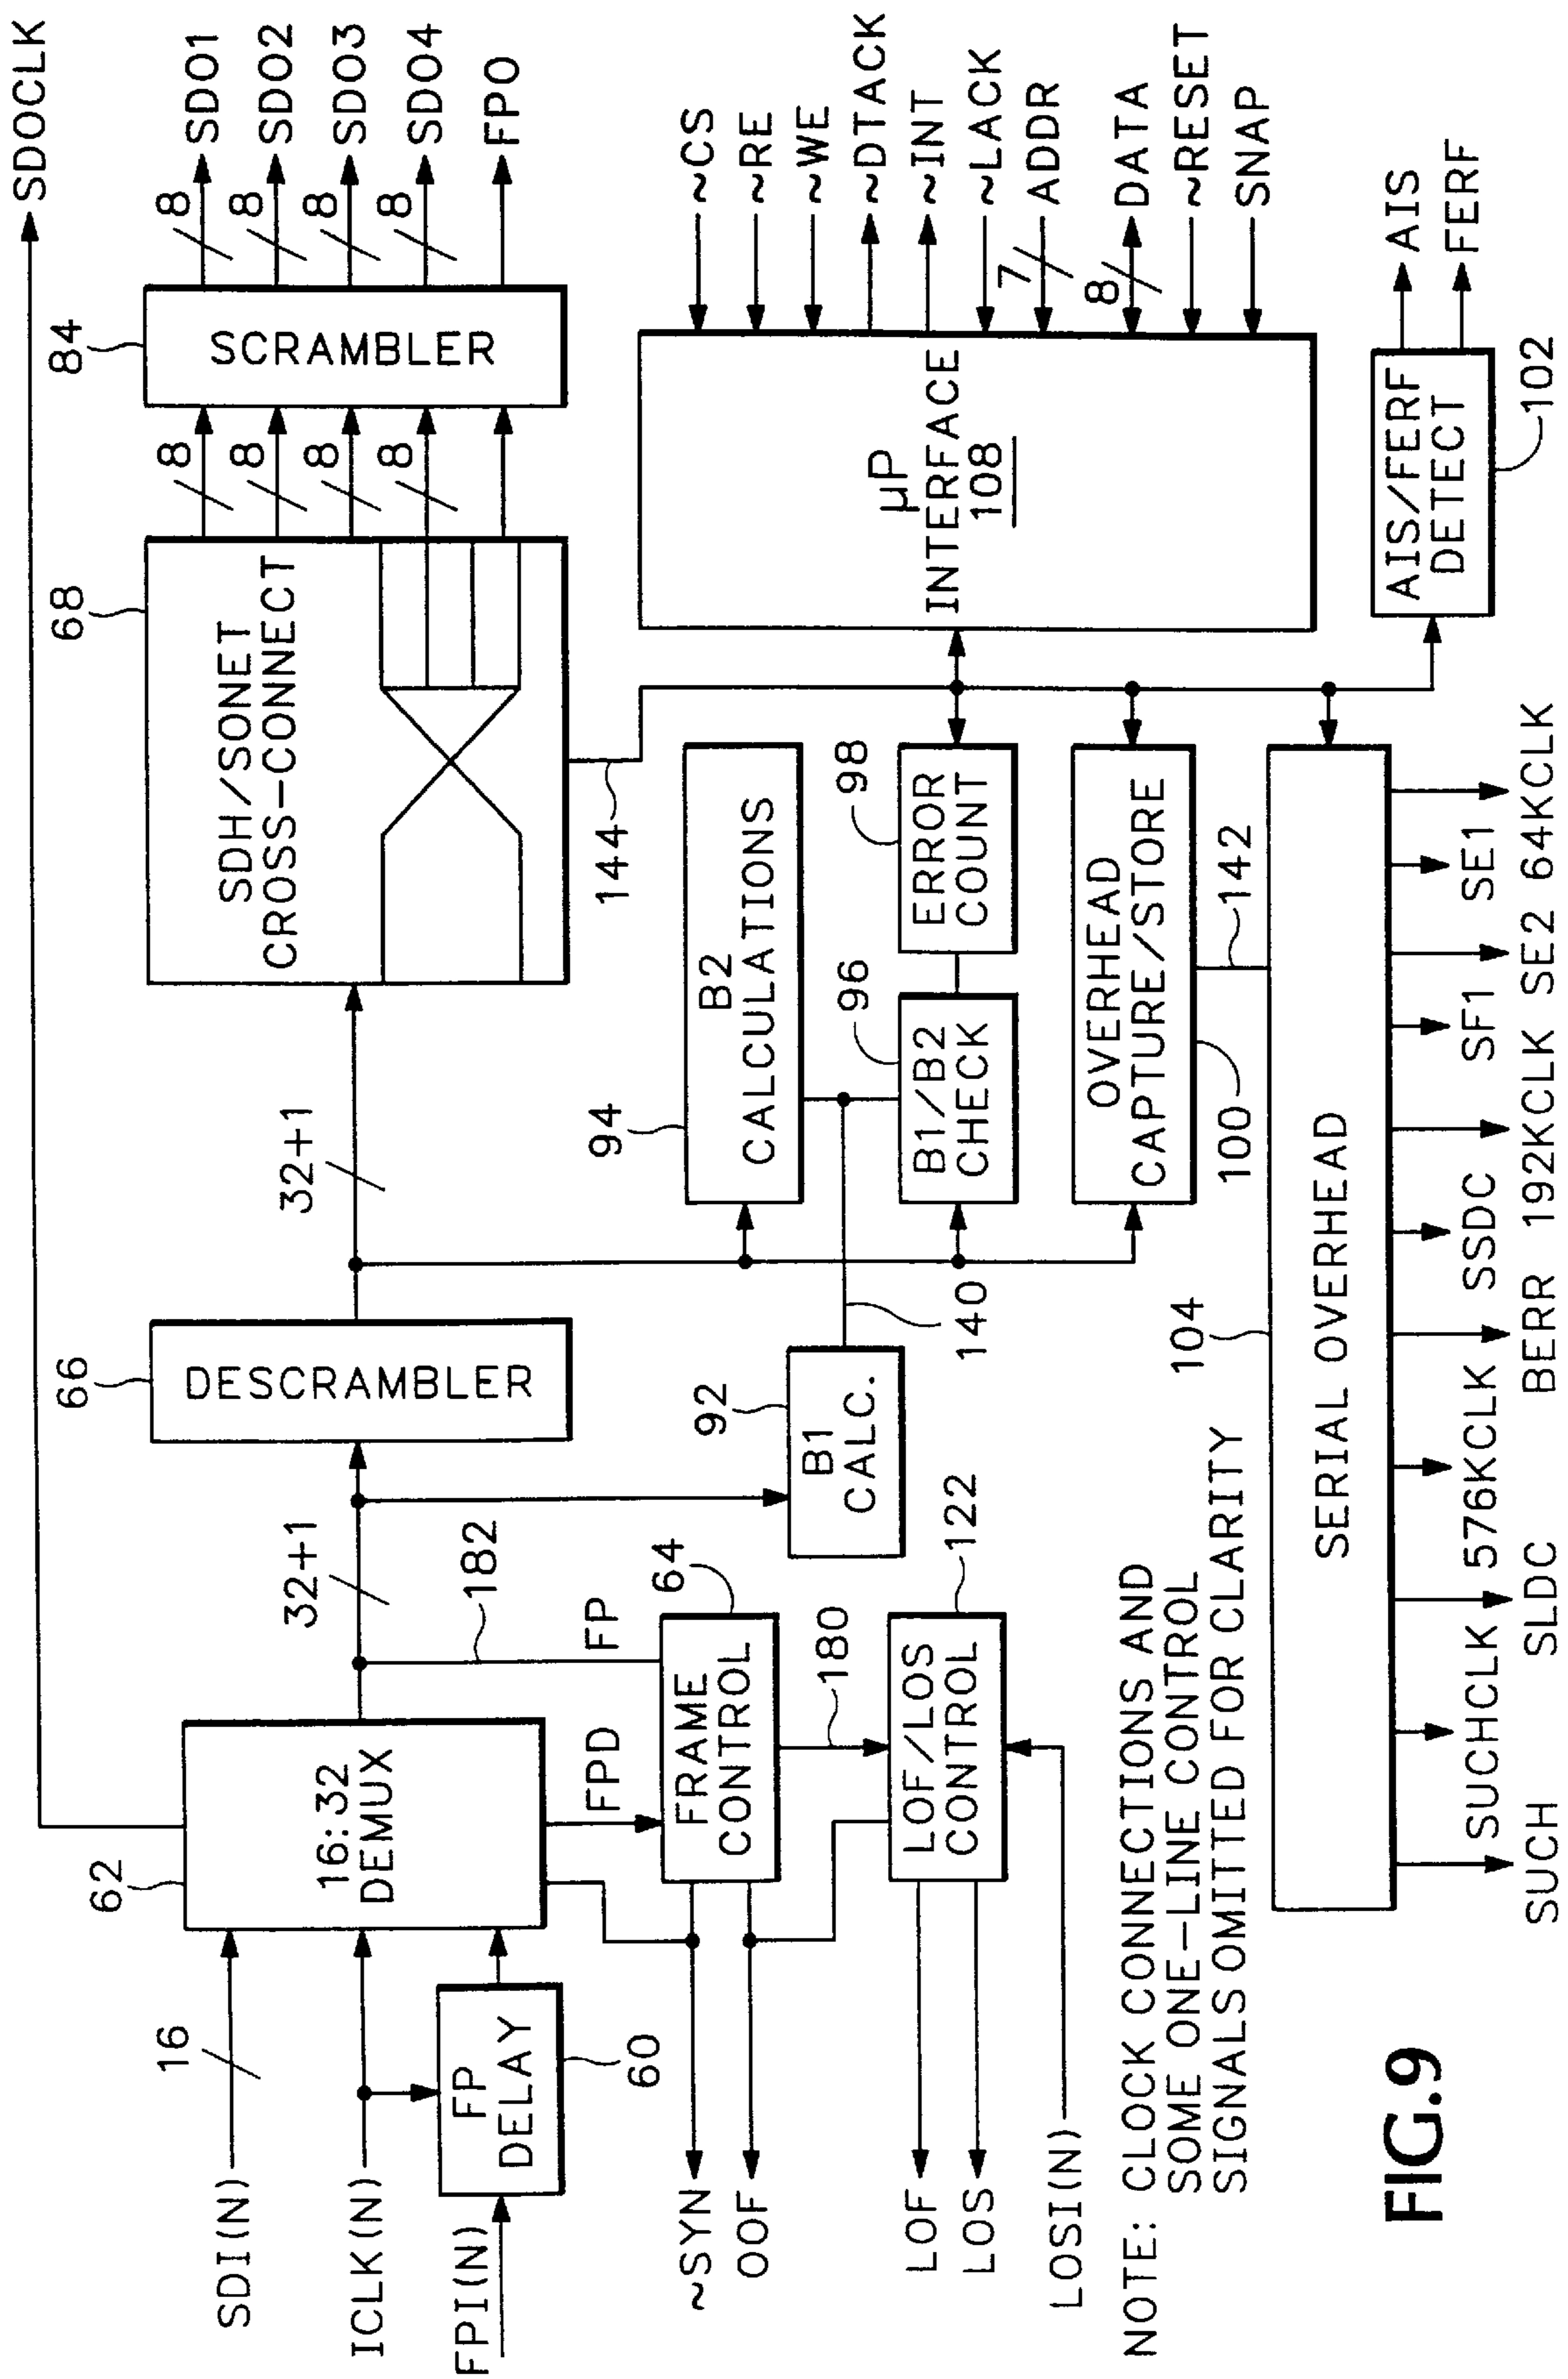 SDOCLK
SDI(N)
16
ICLK(N)
FPI(N)
FP
DELAY
60
62
16:32
DEMUX
32+1
182
FP
FPD
66
DESCRAMBLER
32+1
68
SDH/SONET
CROSS-CONNECT
144
8
8
8
8
84
SCRAMBLER
8
8
8
8
SDO1
SDO2
SDO3
SDO4
FPO
64
FRAME
CONTROL
~SYN
OOF
180
122
LOF/LOS
CONTROL
LOF
LOS
LOSI(N)
92
B1
CALC.
140
94
B2
CALCULATIONS
96
B1/B2
CHECK
98
ERROR
COUNT
OVERHEAD
CAPTURE/STORE
100
142
µP
INTERFACE
108
~CS
~RE
~WE
~DTACK
~INT
~LACK
7
ADDR
8
DATA
~RESET
SNAP
AIS/FERF
DETECT
102
AIS
FERF
104
SERIAL OVERHEAD
SUCH
SUCHCLK
SLDC
576KCLK
BERR
SSDC
192KCLK
SF1
SE2
SE1
64KCLK
NOTE: CLOCK CONNECTIONS AND
SOME ONE-LINE CONTROL
SIGNALS OMITTED FOR CLARITY
FIG.9